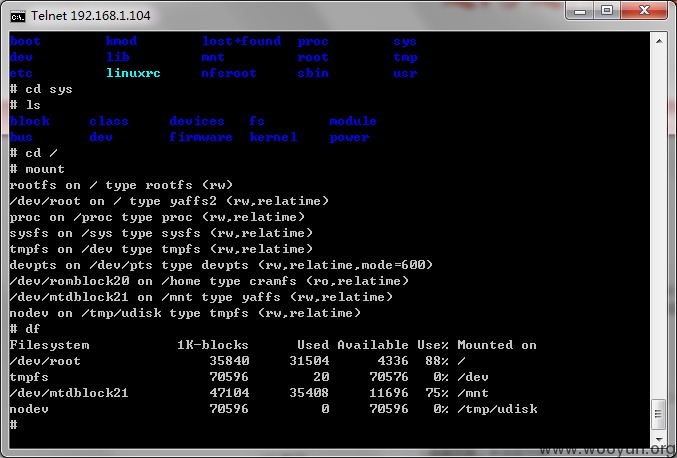 Telnet 192.168.1.104
boot kmod lost+found proc sys
dev lib mnt root tmp
etc linuxrc nfsroot sbin usr
# cd sys
# ls
block class devices fs module
bus dev firmware kernel power
# cd /
# mount
rootfs on / type rootfs (rw)
/dev/root on / type yaffs2 (rw,relatime)
proc on /proc type proc (rw,relatime)
sysfs on /sys type sysfs (rw,relatime)
tmpfs on /dev type tmpfs (rw,relatime)
devpts on /dev/pts type devpts (rw,relatime,mode=600)
/dev/romblock20 on /home type cramfs (ro,relatime)
/dev/mtdblock21 on /mnt type yaffs (rw,relatime)
nodev on /tmp/udisk type tmpfs (rw,relatime)
# df
Filesystem 1K-blocks Used Available Use% Mounted on
/dev/root 35840 31504 4336 88% /
tmpfs 70596 20 70576 0% /dev
/dev/mtdblock21 47104 35408 11696 75% /mnt
nodev 70596 0 70596 0% /tmp/udisk
#
www.wooyun.org